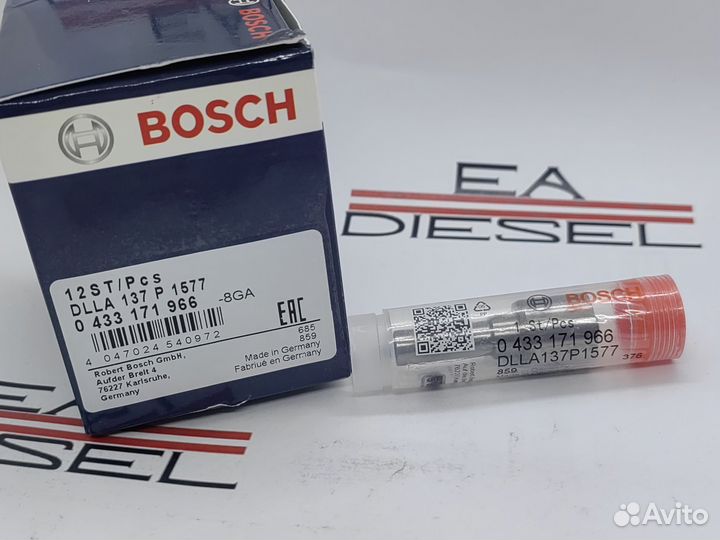 BOSCH
12 ST/Pcs
DLLA 137 P 1577
0 433 171 966 -8GA
4 047024 540972
EAC
685
859
Robert Bosch GmbH,
Aufder Breit 4
76227 Karlsruhe,
Germany
Made in Germany
Fabriqué en Germany
EA
DIESEL
BOSCH
1 St/Pcs
0 433 171 966
DLLA137P1577 376
859
EA
DIESEL
Avito